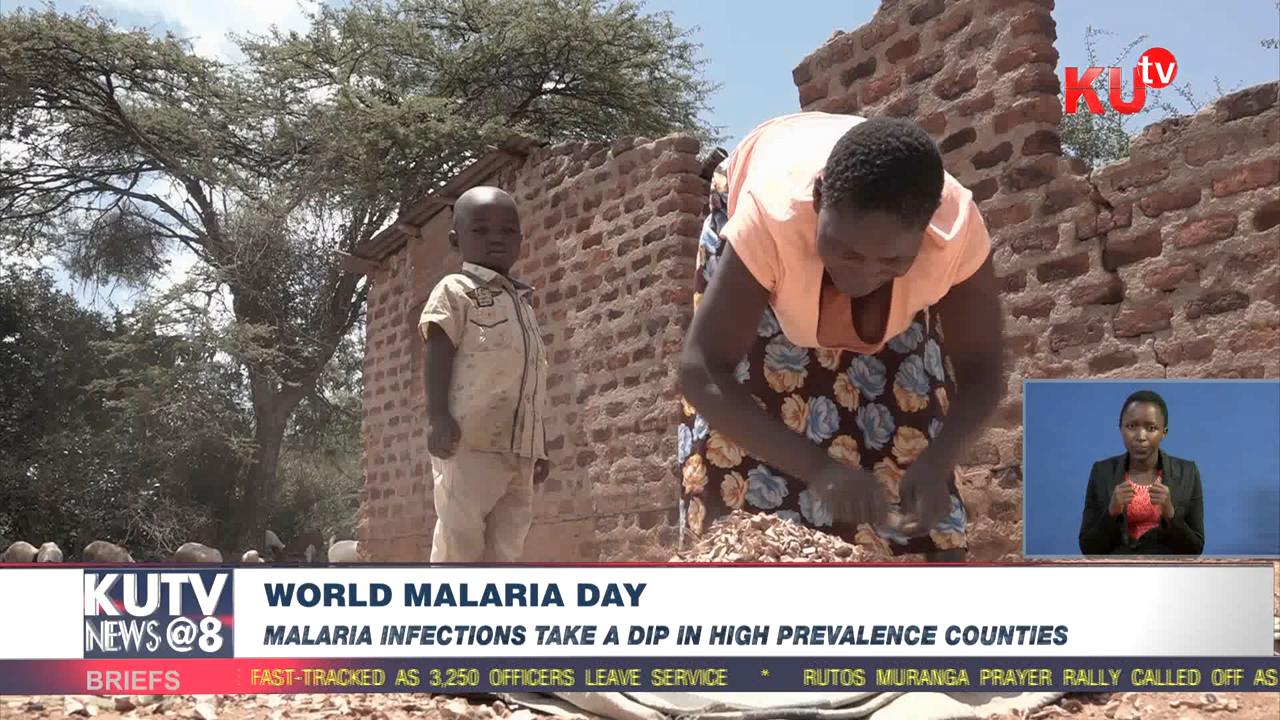 KU tv
WORLD MALARIA DAY
MALARIA INFECTIONS TAKE A DIP IN HIGH PREVALENCE COUNTIES
KUTV
NEWS @8
BRIEFS
FAST-TRACKED AS 3,250 OFFICERS LEAVE SERVICE * RUTOS MURANGA PRAYER RALLY CALLED OFF AS